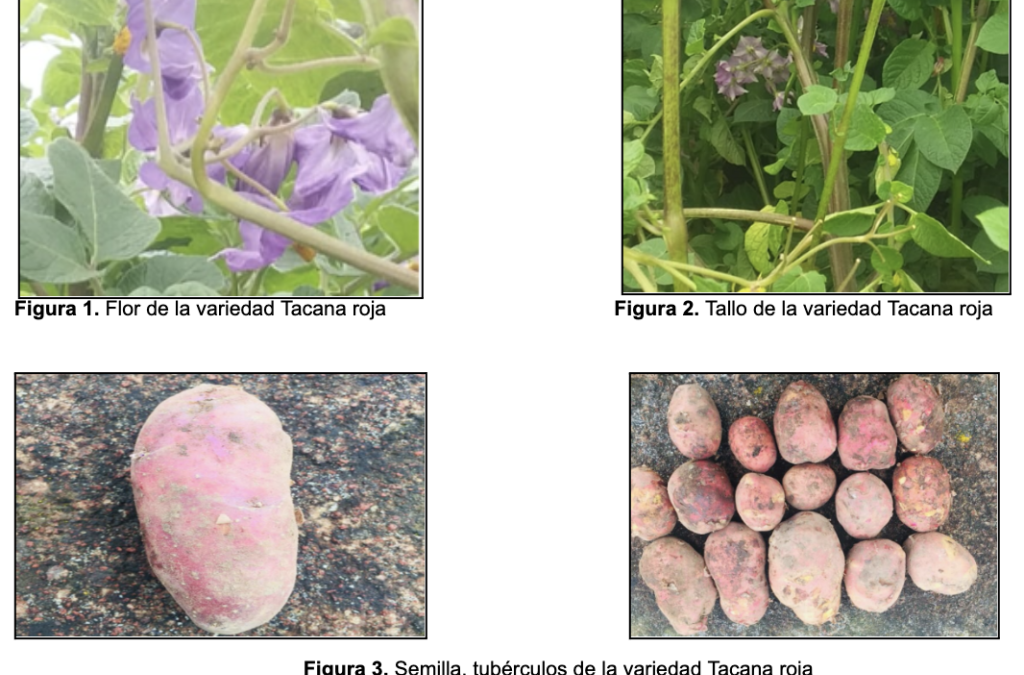 Figura 1. Flor de la variedad Tacana roja
Figura 2. Tallo de la variedad Tacana roja
Figura 3. Semilla, tubérculos de la variedad Tacana roja